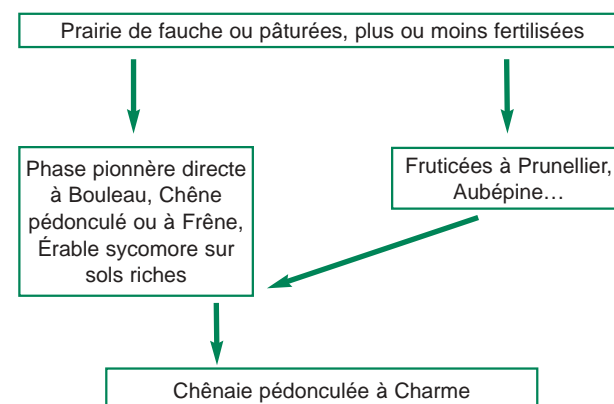 Prairie de fauche ou pâturées, plus ou moins fertilisées
Phase pionnère directe
à Bouleau, Chêne
pédonculé ou à Frêne,
Érable sycomore sur
sols riches
Fruticées à Prunellier,
Aubépine…
Chênaie pédonculée à Charme